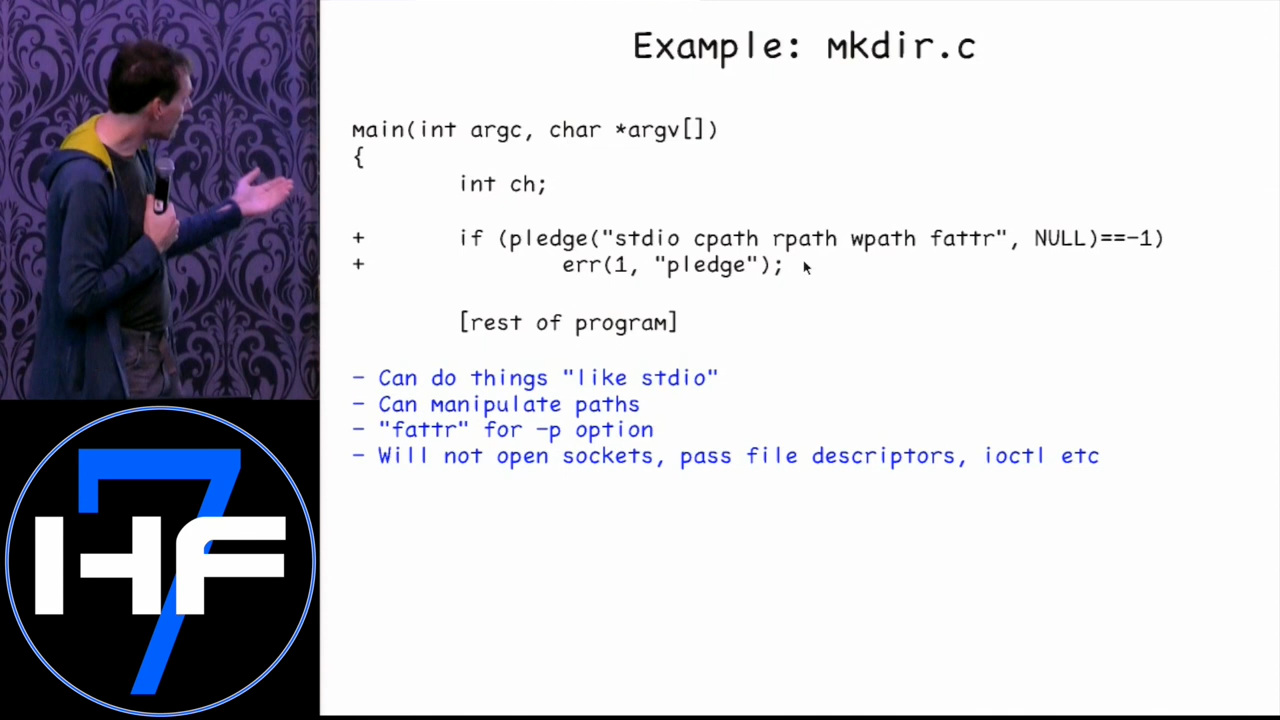 Example: mkdir.c
main(int argc, char *argv[])
{
int ch;
+ if (pledge("stdio cpath rpath wpath fattr", NULL)==-1)
+ err(1, "pledge");
[rest of program]
- Can do things "like stdio"
- Can manipulate paths
- "fattr" for -p option
- Will not open sockets, pass file descriptors, ioctl etc
7
HF